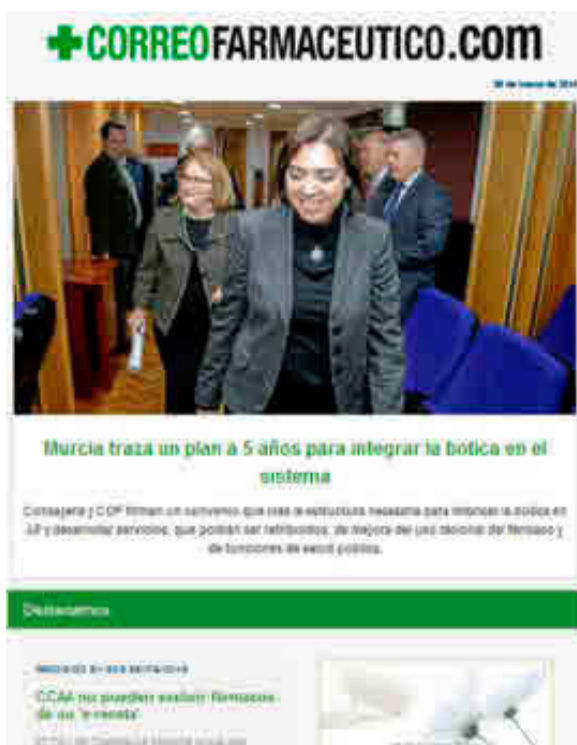 CORREOFARMACEUTICO.COM
Murcia traza un plan a 5 años para integrar la botica en el
sistema
Consejería y COF firman un convenio que crea la estructura necesaria para integrar la botica en
AP y desarrollar servicios, que podrán ser retribuidos, de mejora del uso racional del fármaco y
de funciones de salud pública.
Destacamos
CCAA no pueden excluir fármacos
de su 'e-receta'